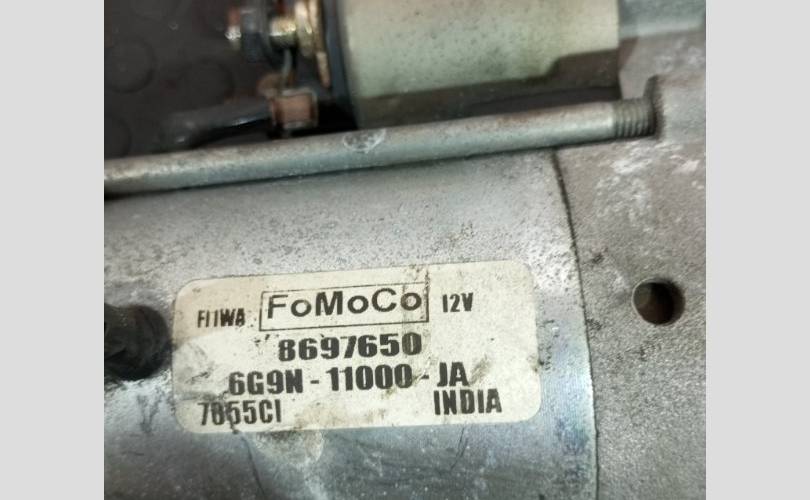 F11WA FoMoCo 12V
8697650
6G9N-11000-JA
7855CI INDIA